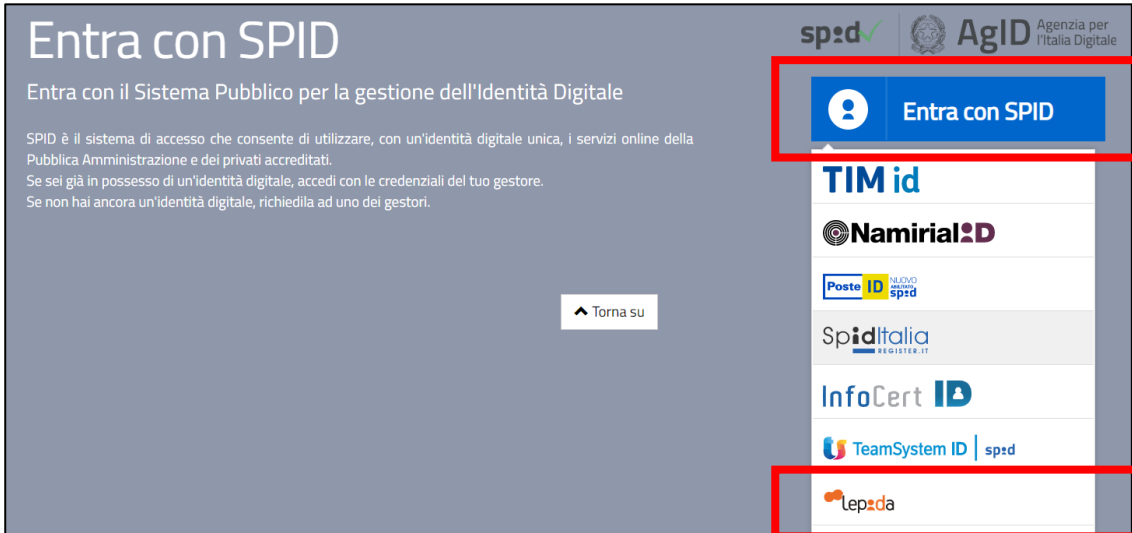 Entra con SPID
Entra con il Sistema Pubblico per la gestione dell'Identità Digitale
SPID è il sistema di accesso che consente di utilizzare, con un'identità digitale unica, i servizi online della
Pubblica Amministrazione e dei privati accreditati.
Se sei già in possesso di un'identità digitale, accedi con le credenziali del tuo gestore.
Se non hai ancora un'identità digitale, richiedila ad uno dei gestori.
Torna su
spid
AgID Agenzia per
l'Italia Digitale
Entra con SPID
TIM id
Namirial ID
Poste ID NUOVO
ABILITATO
spid
SpidItalia
REGISTER.IT
InfoCert ID
TeamSystem ID | spid
Lepida